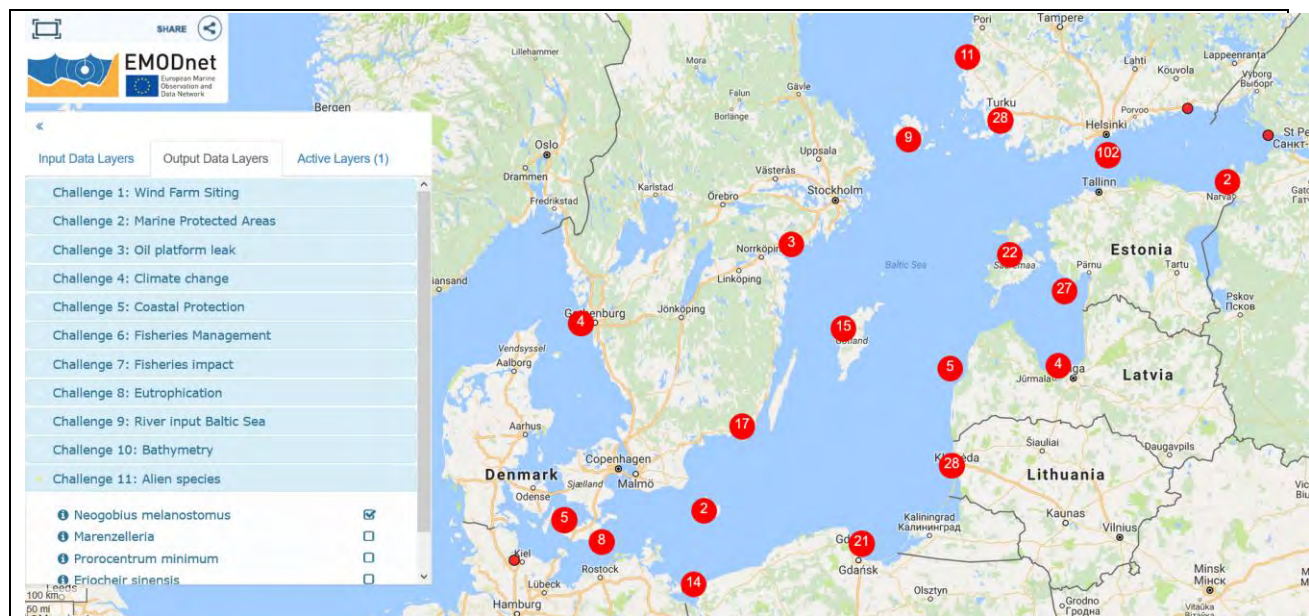 SHARE
EMODnet
European Marine
Observation and
Data Network
«
Input Data Layers Output Data Layers Active Layers (1)
Challenge 1: Wind Farm Siting
Challenge 2: Marine Protected Areas
Challenge 3: Oil platform leak
Challenge 4: Climate change
Challenge 5: Coastal Protection
Challenge 6: Fisheries Management
Challenge 7: Fisheries impact
Challenge 8: Eutrophication
Challenge 9: River input Baltic Sea
Challenge 10: Bathymetry
Challenge 11: Alien species
Neogobius melanostomus
Marenzelleria
Prorocentrum minimum
Eriocheir sinensis
100 km
50 mi
Leeds
Lillehammer
Mora
Falun
Borlänge
Gävle
Pori
Tampere
Lahti
Kouvola
Lappeenranta
Vyborg
Выборг
11
Bergen
Turku
28
Helsinki
Porvoo
St Pe
Санкт-
Oslo
Drammen
Fredrikstad
Karlstad
Örebro
Västerås
Uppsala
Stockholm
9
102
Tallinn
2
Narva
Norrköpin
3
Linköping
Baltic Sea
22
Estonia
Pärnu
Tartu
27
Pskov
Псков
iansand
4
Jönköping
15
5
4
Jūrmala
Latvia
Vendsyssel
Aalborg
17
Aarhus
Copenhagen
Malmö
Denmark
Sjælland
Odense
28
Šiauliai
Daugavpils
Lithuania
Kaunas
Vilnius
2
5
8
Kiel
Rostock
Lübeck
Hamburg
14
21
Gdańsk
Kaliningrad
Калининград
Olsztyn
Grodno
Гродна
Minsk
Мінск